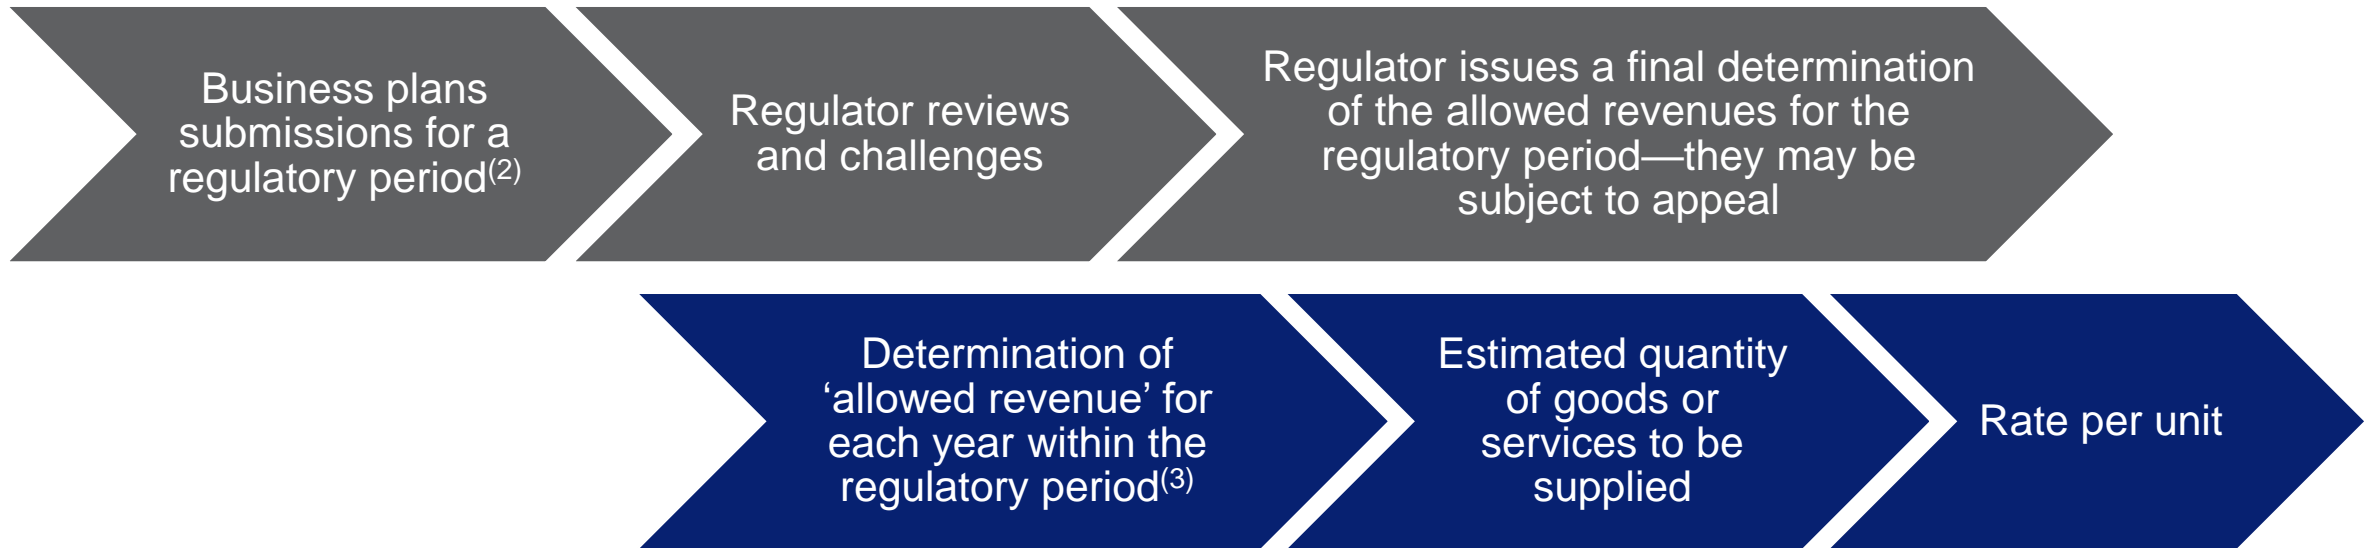 Business plans
submissions for a
regulatory period(2)
Regulator reviews
and challenges
Regulator issues a final determination
of the allowed revenues for the
regulatory period—they may be
subject to appeal
Determination of
‘allowed revenue’ for
each year within the
regulatory period(3)
Estimated quantity
of goods or
services to be
supplied
Rate per unit